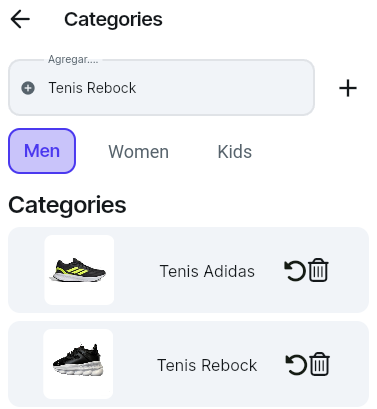 Categories
Agregar....
Tenis Rebock
Men Women Kids
Categories
Tenis Adidas
Tenis Rebock